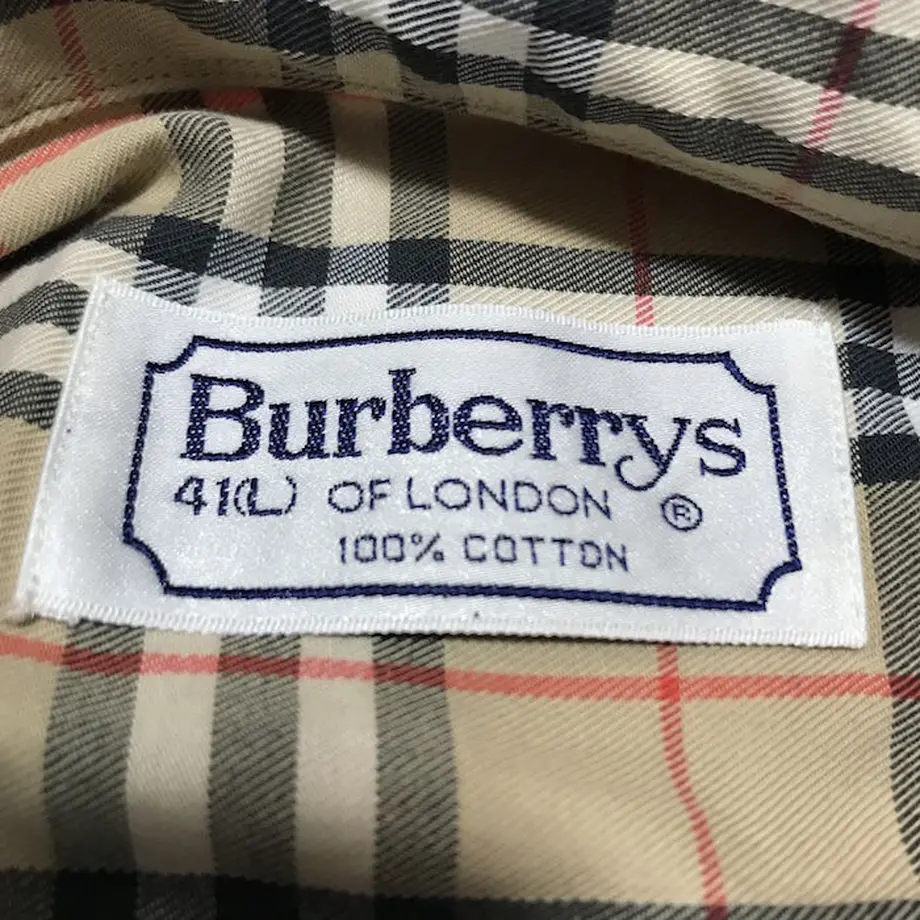 Burberrys
41(L) OF LONDON ®
100% COTTON